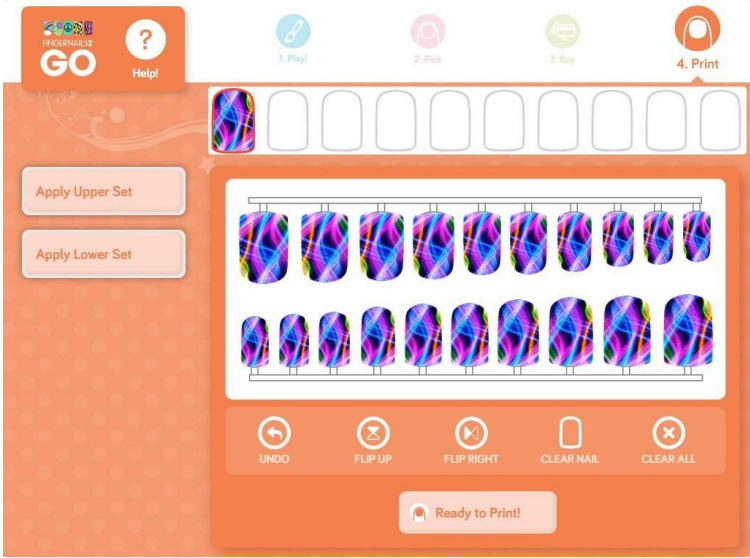 FINGERNAILS2
GO
?
Help!
1. Play!
2. Pick
3. Buy
4. Print
Apply Upper Set
Apply Lower Set
UNDO
FLIP UP
FLIP RIGHT
CLEAR NAIL
CLEAR ALL
Ready to Print!